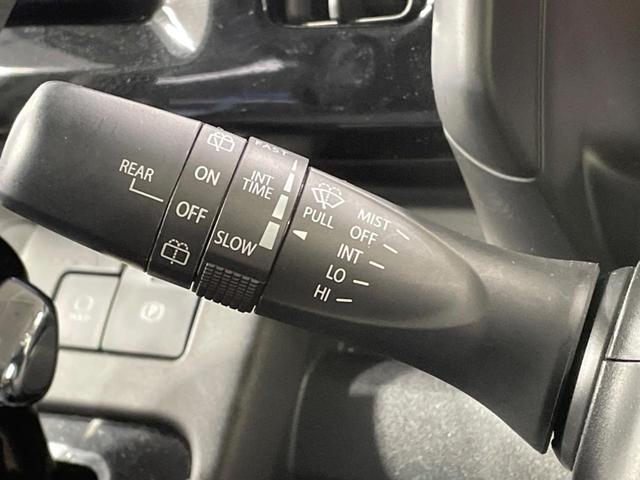 REAR
ON
OFF
FAST
INT
TIME
SLOW
PULL
MIST
OFF
INT
LO
HI